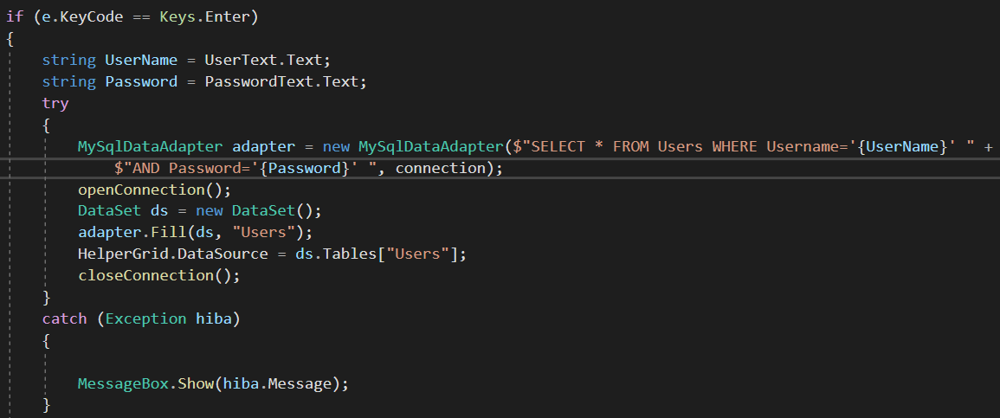 if (e.KeyCode == Keys.Enter)
{
string UserName = UserText.Text;
string Password = PasswordText.Text;
try
{
MySqlDataAdapter adapter = new MySqlDataAdapter($"SELECT * FROM Users WHERE Username='{UserName}' " +
$"AND Password='{Password}' ", connection);
openConnection();
DataSet ds = new DataSet();
adapter.Fill(ds, "Users");
HelperGrid.DataSource = ds.Tables["Users"];
closeConnection();
}
catch (Exception hiba)
{
MessageBox.Show(hiba.Message);
}